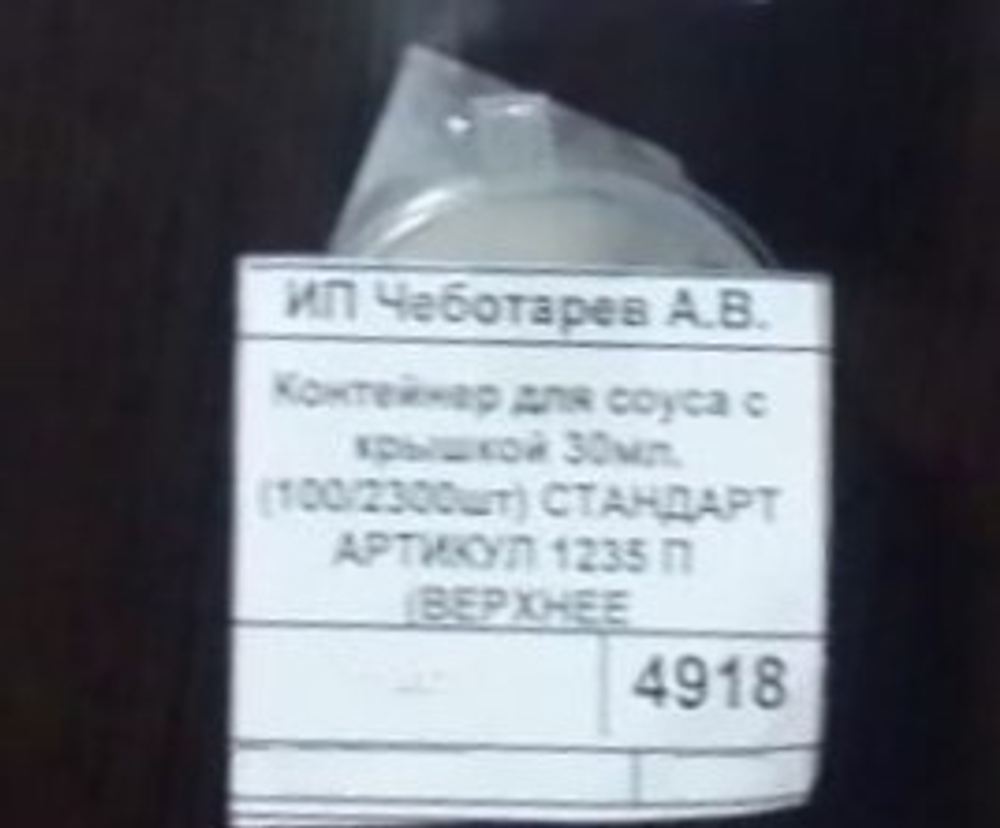 ИП Чеботарев А.В.
Контейнер для соуса с
крышкой 30мл.
(100/2300шт) СТАНДАРТ
АРТИКУЛ 1235 П
(ВЕРХНЕЕ
4918